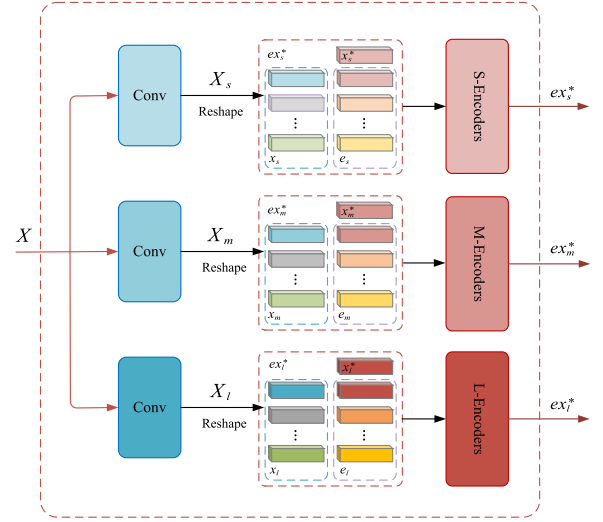 X
Conv
X_s
Reshape
ex_s^*
x_s^*
x_s
e_s
S-Encoders
ex_s^*
Conv
X_m
Reshape
ex_m^*
x_m^*
x_m
e_m
M-Encoders
ex_m^*
Conv
X_l
Reshape
ex_l^*
x_l^*
x_l
e_l
L-Encoders
ex_l^*